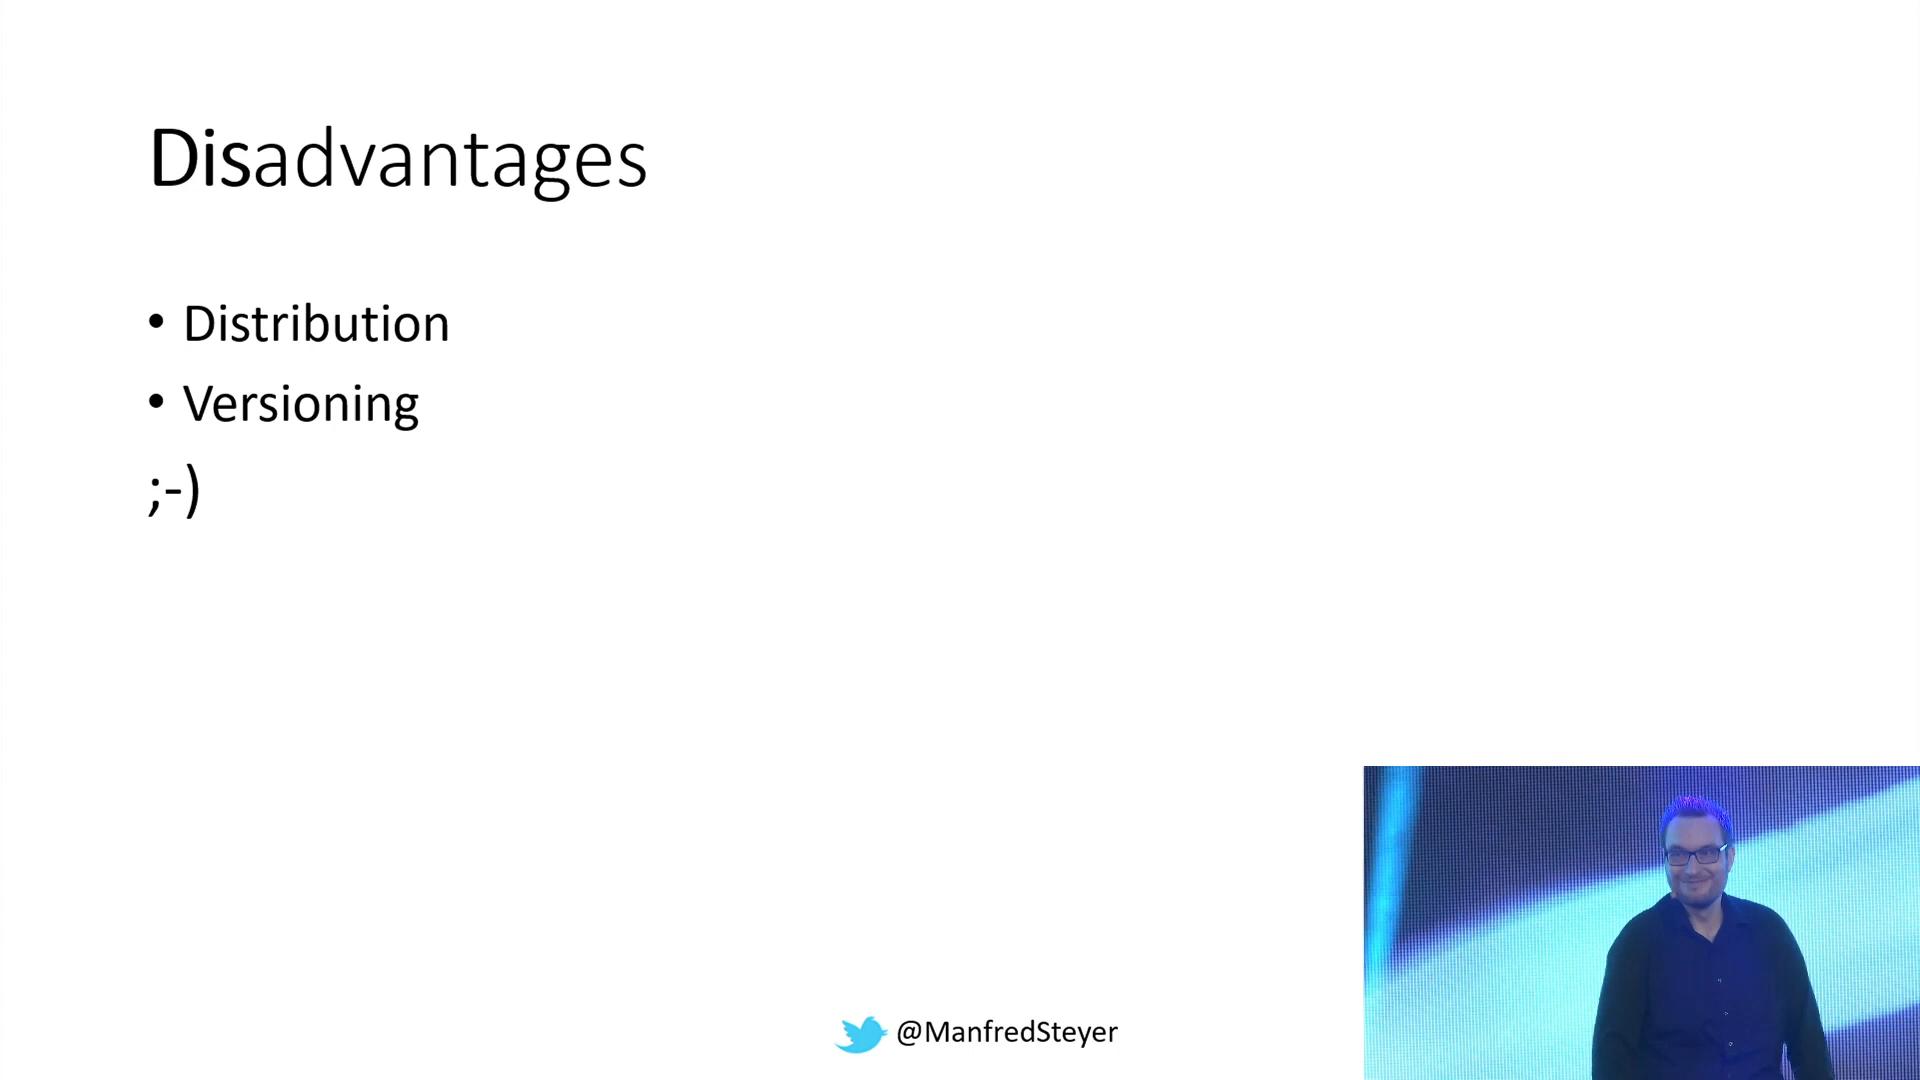 Disadvantages
• Distribution
• Versioning
;-)
@ManfredSteyer